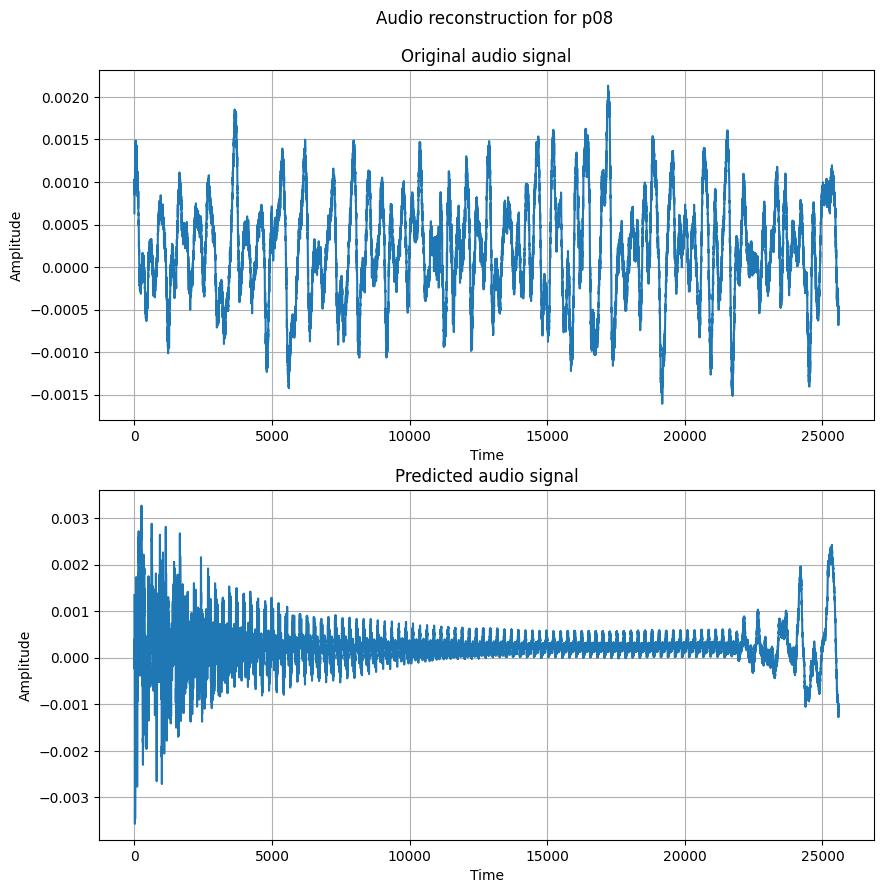 Audio reconstruction for p08
Original audio signal
Amplitude
0.0020
0.0015
0.0010
0.0005
0.0000
−0.0005
−0.0010
−0.0015
0 5000 10000 15000 20000 25000
Time
Predicted audio signal
Amplitude
0.003
0.002
0.001
0.000
−0.001
−0.002
−0.003
0 5000 10000 15000 20000 25000
Time